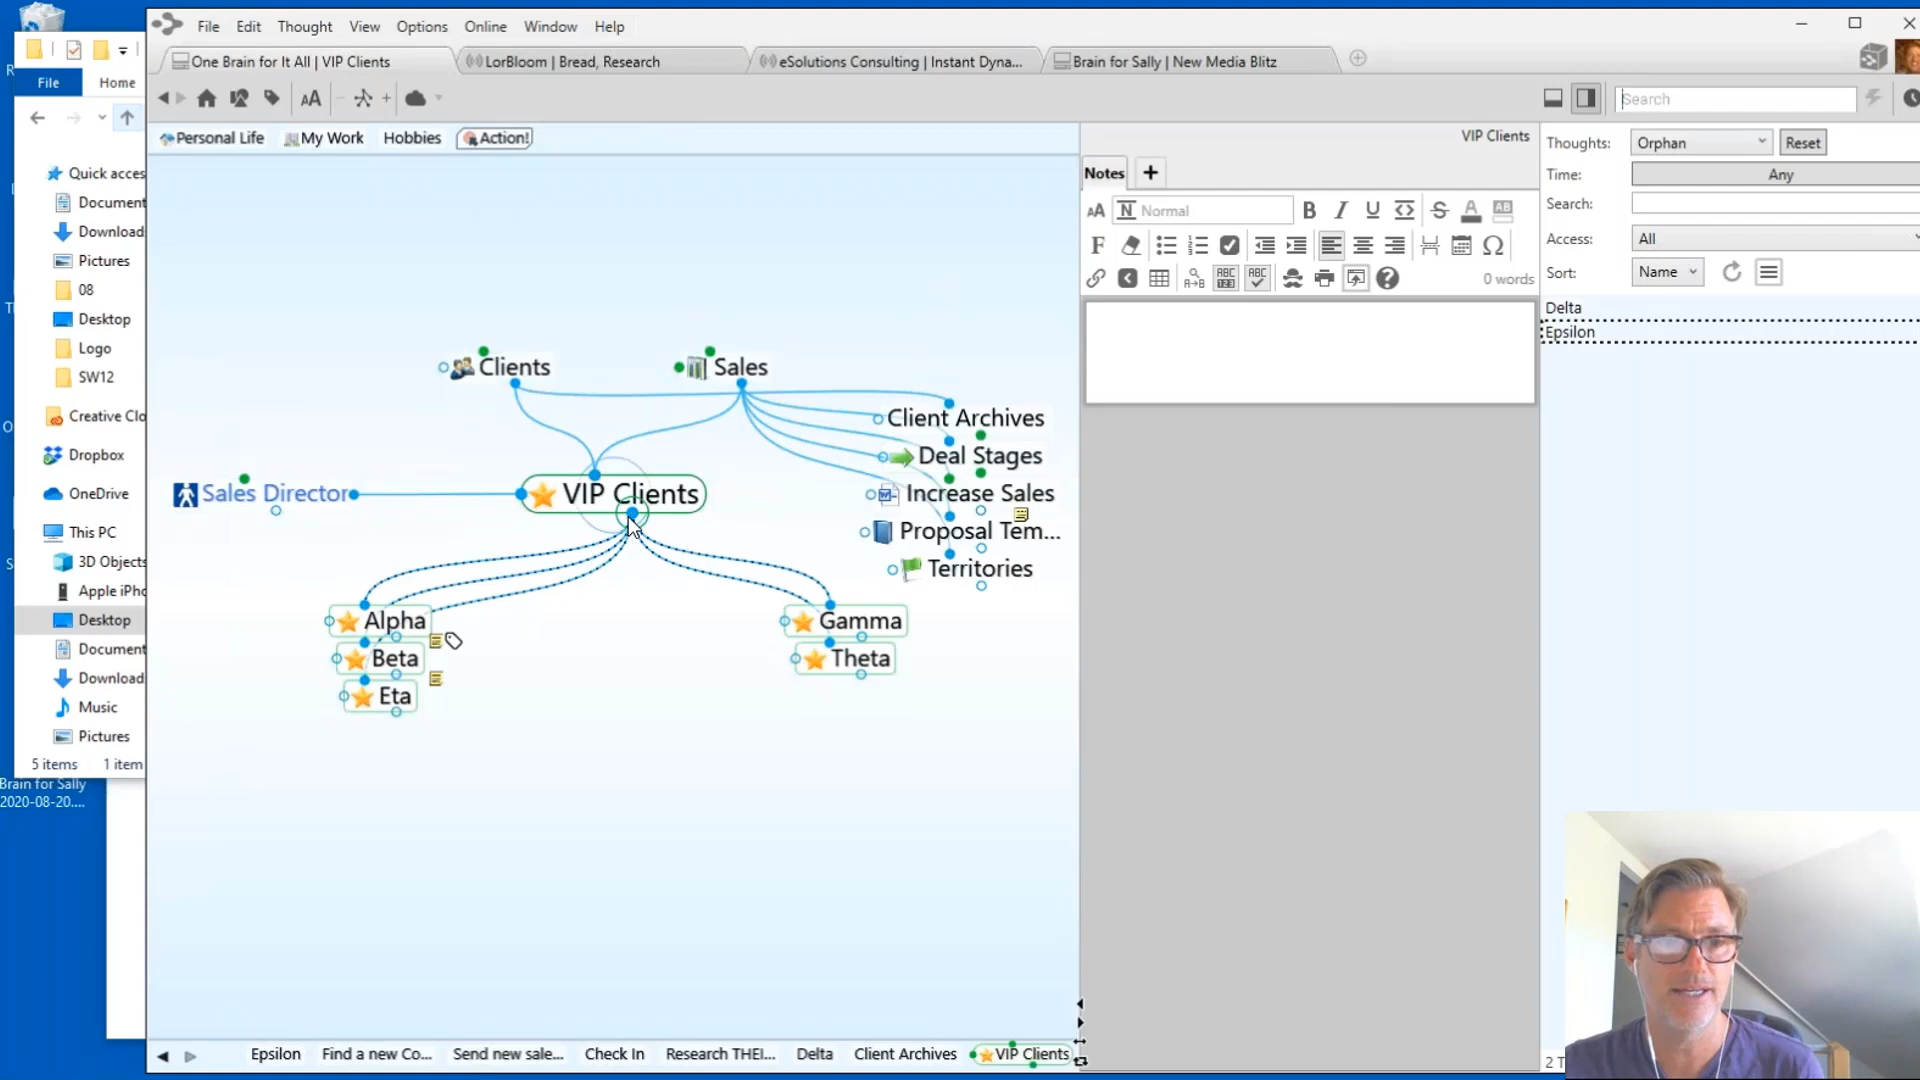 File Edit Thought View Options Online Window Help
One Brain for It All | VIP Clients
LorBloom | Bread, Research
eSolutions Consulting | Instant Dyna...
Brain for Sally | New Media Blitz
File Home
Search
Personal Life My Work Hobbies Action!
VIP Clients
Notes
Normal
0 words
Thoughts: Orphan Reset
Time: Any
Search:
Access: All
Sort: Name
Delta
Epsilon
Quick acces
Document
Download
Pictures
08
Desktop
Logo
SW12
Creative Clo
Dropbox
OneDrive
This PC
3D Objects
Apple iPho
Desktop
Document
Download
Music
Pictures
5 items 1 item
Brain for Sally
2020-08-20....
Clients
Sales
Client Archives
Deal Stages
Increase Sales
Proposal Tem...
Territories
Sales Director
VIP Clients
Alpha
Beta
Eta
Gamma
Theta
Epsilon Find a new Co... Send new sale... Check In Research THEI... Delta Client Archives VIP Clients